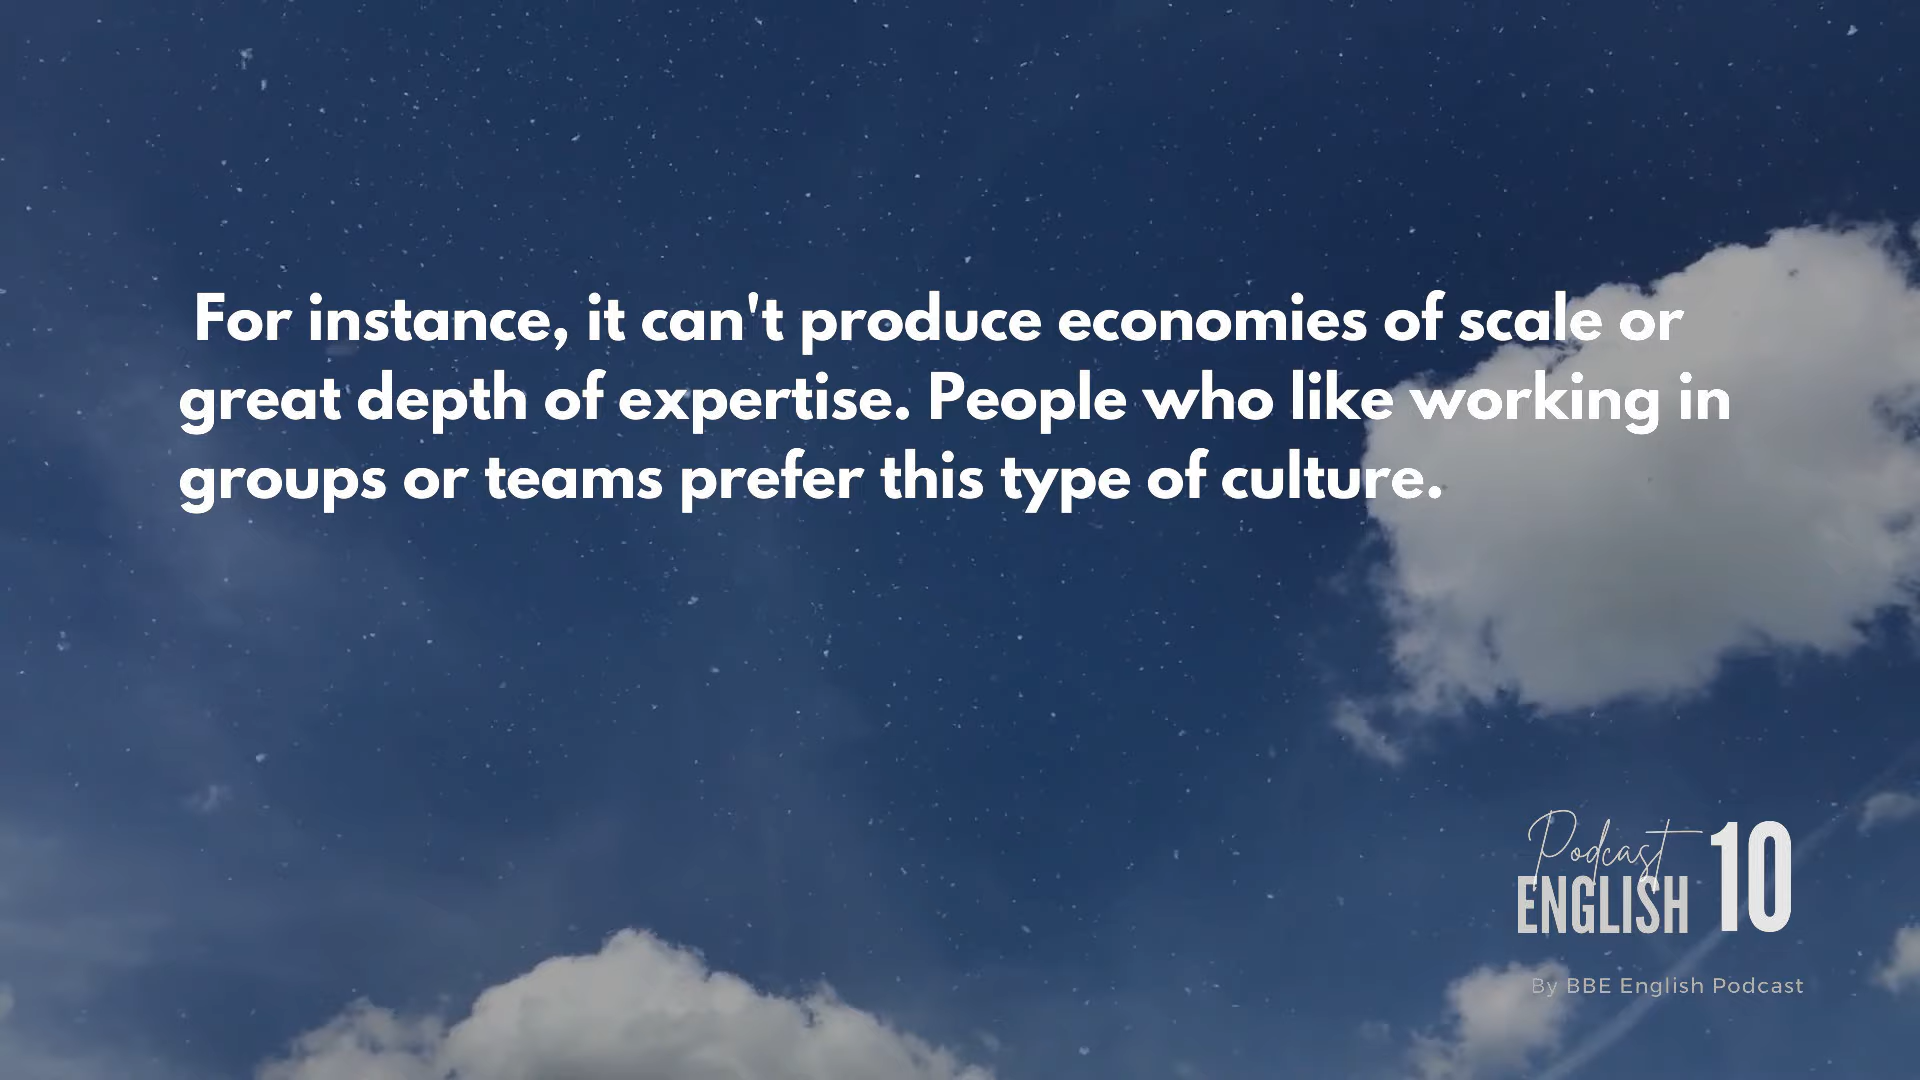 For instance, it can't produce economies of scale or
great depth of expertise. People who like working in
groups or teams prefer this type of culture.
Podcast
ENGLISH 10
By BBE English Podcast